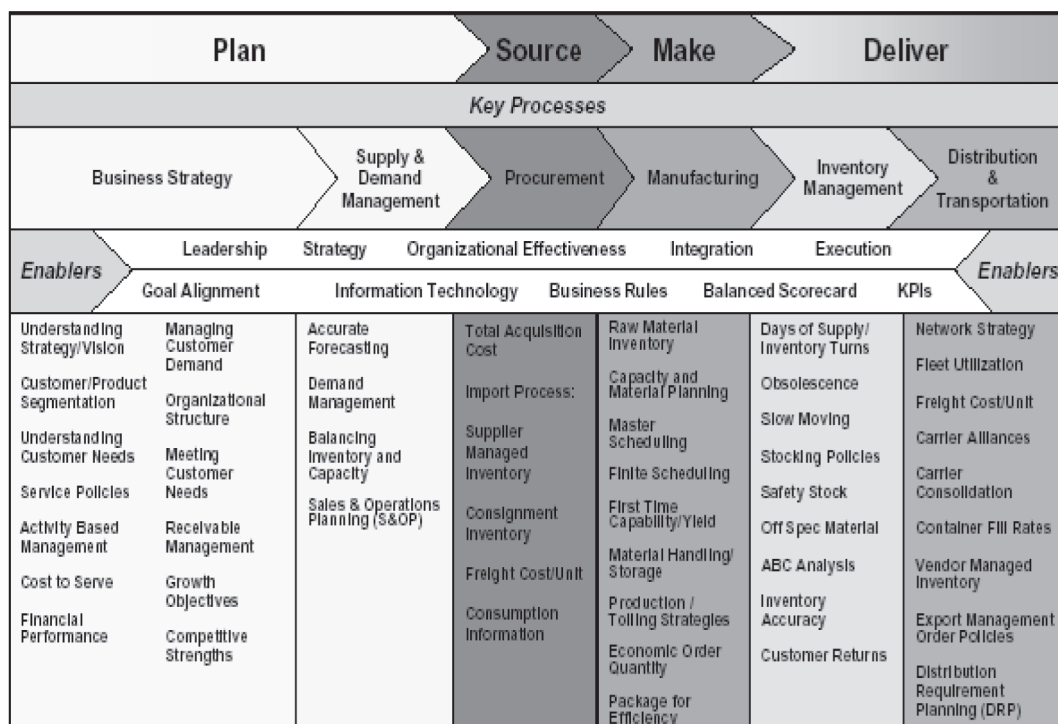 Plan Source Make Deliver
Key Processes
Business Strategy
Supply &
Demand
Management
Procurement
Manufacturing
Inventory
Management
Distribution
&
Transportation
Enablers
Leadership Strategy Organizational Effectiveness Integration Execution
Goal Alignment Information Technology Business Rules Balanced Scorecard KPIs
Enablers
Understanding
Strategy/Vision
Customer/Product
Segmentation
Understanding
Customer Needs
Service Policies
Activity Based
Management
Cost to Serve
Financial
Performance
Managing
Customer
Demand
Organizational
Structure
Meeting
Customer
Needs
Receivable
Management
Growth
Objectives
Competitive
Strengths
Accurate
Forecasting
Demand
Management
Balancing
Inventory and
Capacity
Sales & Operations
Planning (S&OP)
Total Acquisition
Cost
Import Process:
Supplier
Managed
Inventory
Consignment
Inventory
Freight Cost/Unit
Consumption
Information
Raw Material
Inventory
Capacity and
Material Planning
Master
Scheduling
Finite Scheduling
First Time
Capability/Yield
Material Handling/
Storage
Production /
Tolling Strategies
Economic Order
Quantity
Package for
Efficiency
Days of Supply/
Inventory Turns
Obsolescence
Slow Moving
Stocking Policies
Safety Stock
Off Spec Material
ABC Analysis
Inventory
Accuracy
Customer Returns
Network Strategy
Fleet Utilization
Freight Cost/Unit
Carrier Alliances
Carrier
Consolidation
Container Fill Rates
Vendor Managed
Inventory
Export Management
Order Policies
Distribution
Requirement
Planning (DRP)